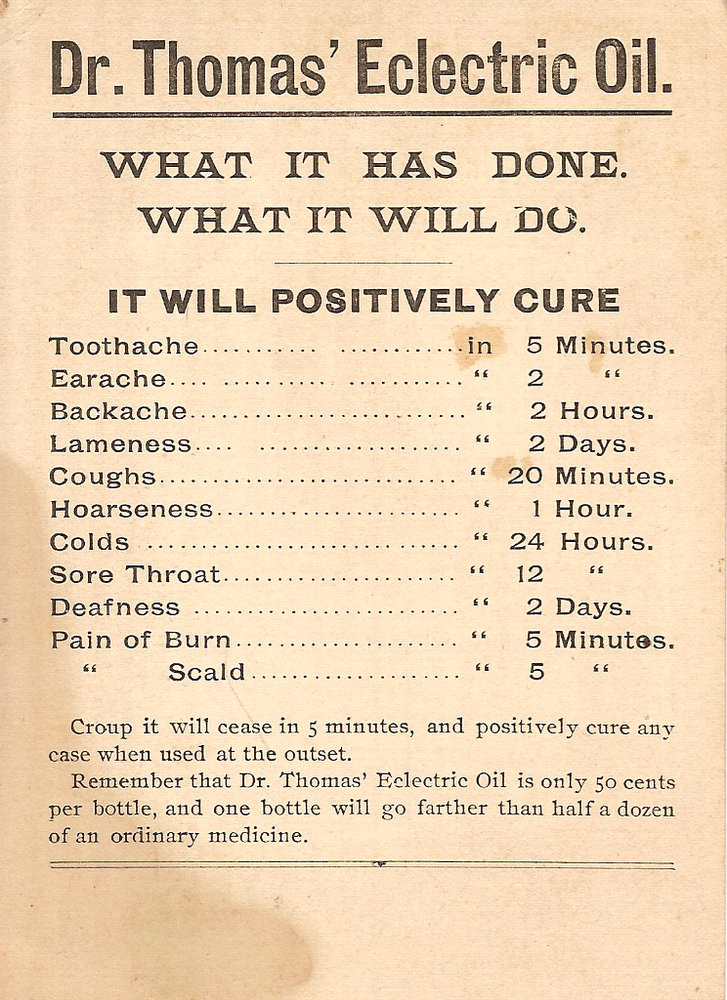 Dr. Thomas’ Eclectric Oil.
WHAT IT HAS DONE.
WHAT IT WILL DO.
IT WILL POSITIVELY CURE
Toothache.......... ............in 5 Minutes.
Earache.... ........... ..........“ 2 “
Backache.......................... “ 2 Hours.
Lameness.... .................... “ 2 Days.
Coughs............................ “ 20 Minutes.
Hoarseness....................... “ 1 Hour.
Colds ............................ “ 24 Hours.
Sore Throat...................... “ 12 “
Deafness ........................ “ 2 Days.
Pain of Burn..................... “ 5 Minutes.
“ Scald..................... “ 5 “
Croup it will cease in 5 minutes, and positively cure any
case when used at the outset.
Remember that Dr. Thomas’ Eclectric Oil is only 50 cents
per bottle, and one bottle will go farther than half a dozen
of an ordinary medicine.